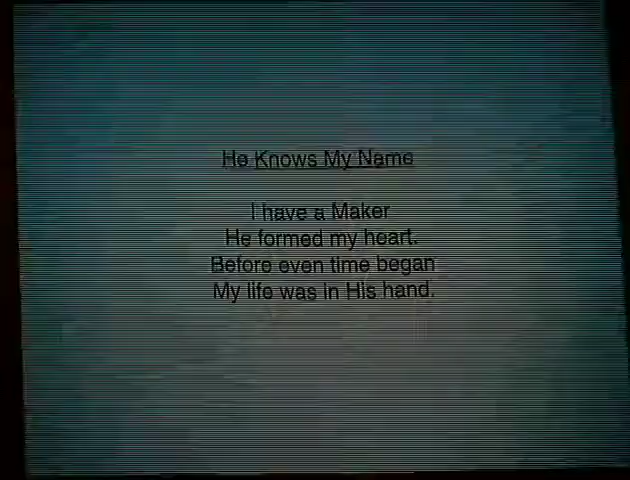 He Knows My Name
I have a Maker
He formed my heart.
Before even time began
My life was in His hand.